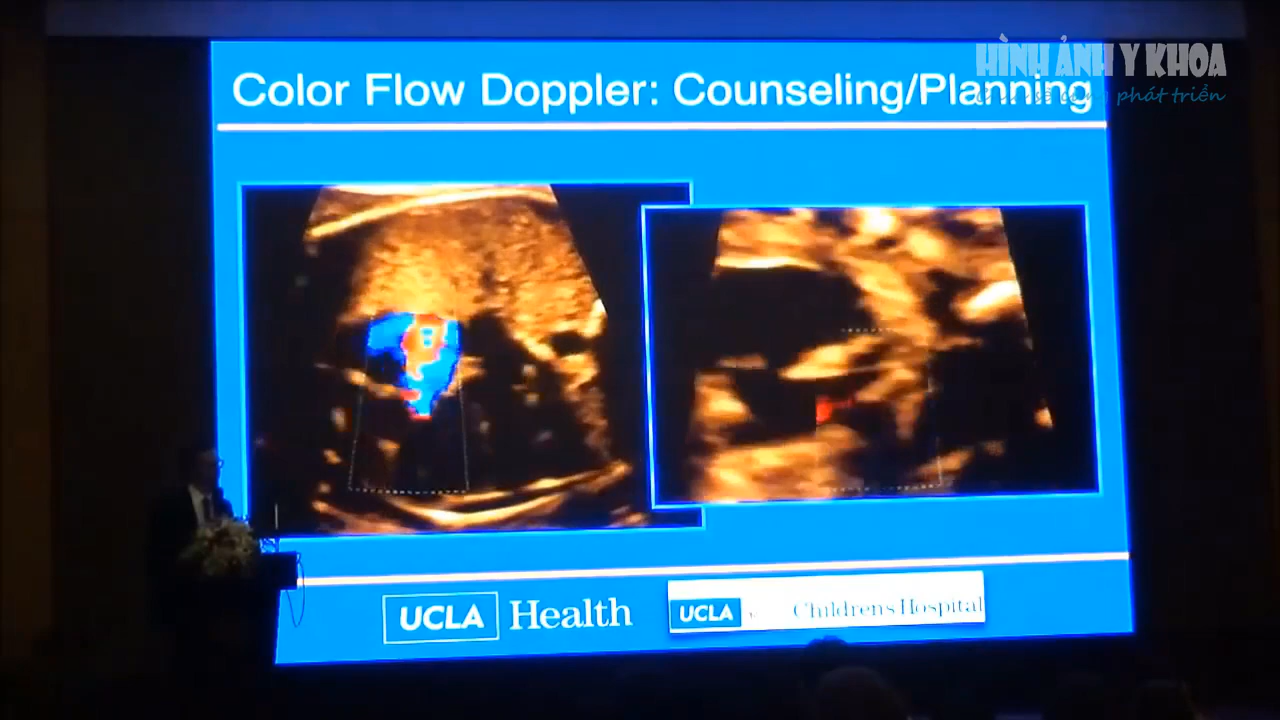 HÌNH ẢNH Y KHOA
Color Flow Doppler: Counseling/Planning
phát triển
UCLA Health
UCLA Childrens Hospital